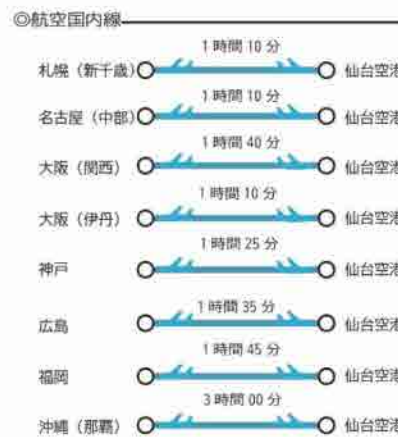 ◎航空国内線
1時間10分
札幌（新千歳） 仙台空港
1時間10分
名古屋（中部） 仙台空港
1時間40分
大阪（関西） 仙台空港
1時間10分
大阪（伊丹） 仙台空港
1時間25分
神戸 仙台空港
1時間35分
広島 仙台空港
1時間45分
福岡 仙台空港
3時間00分
沖縄（那覇） 仙台空港